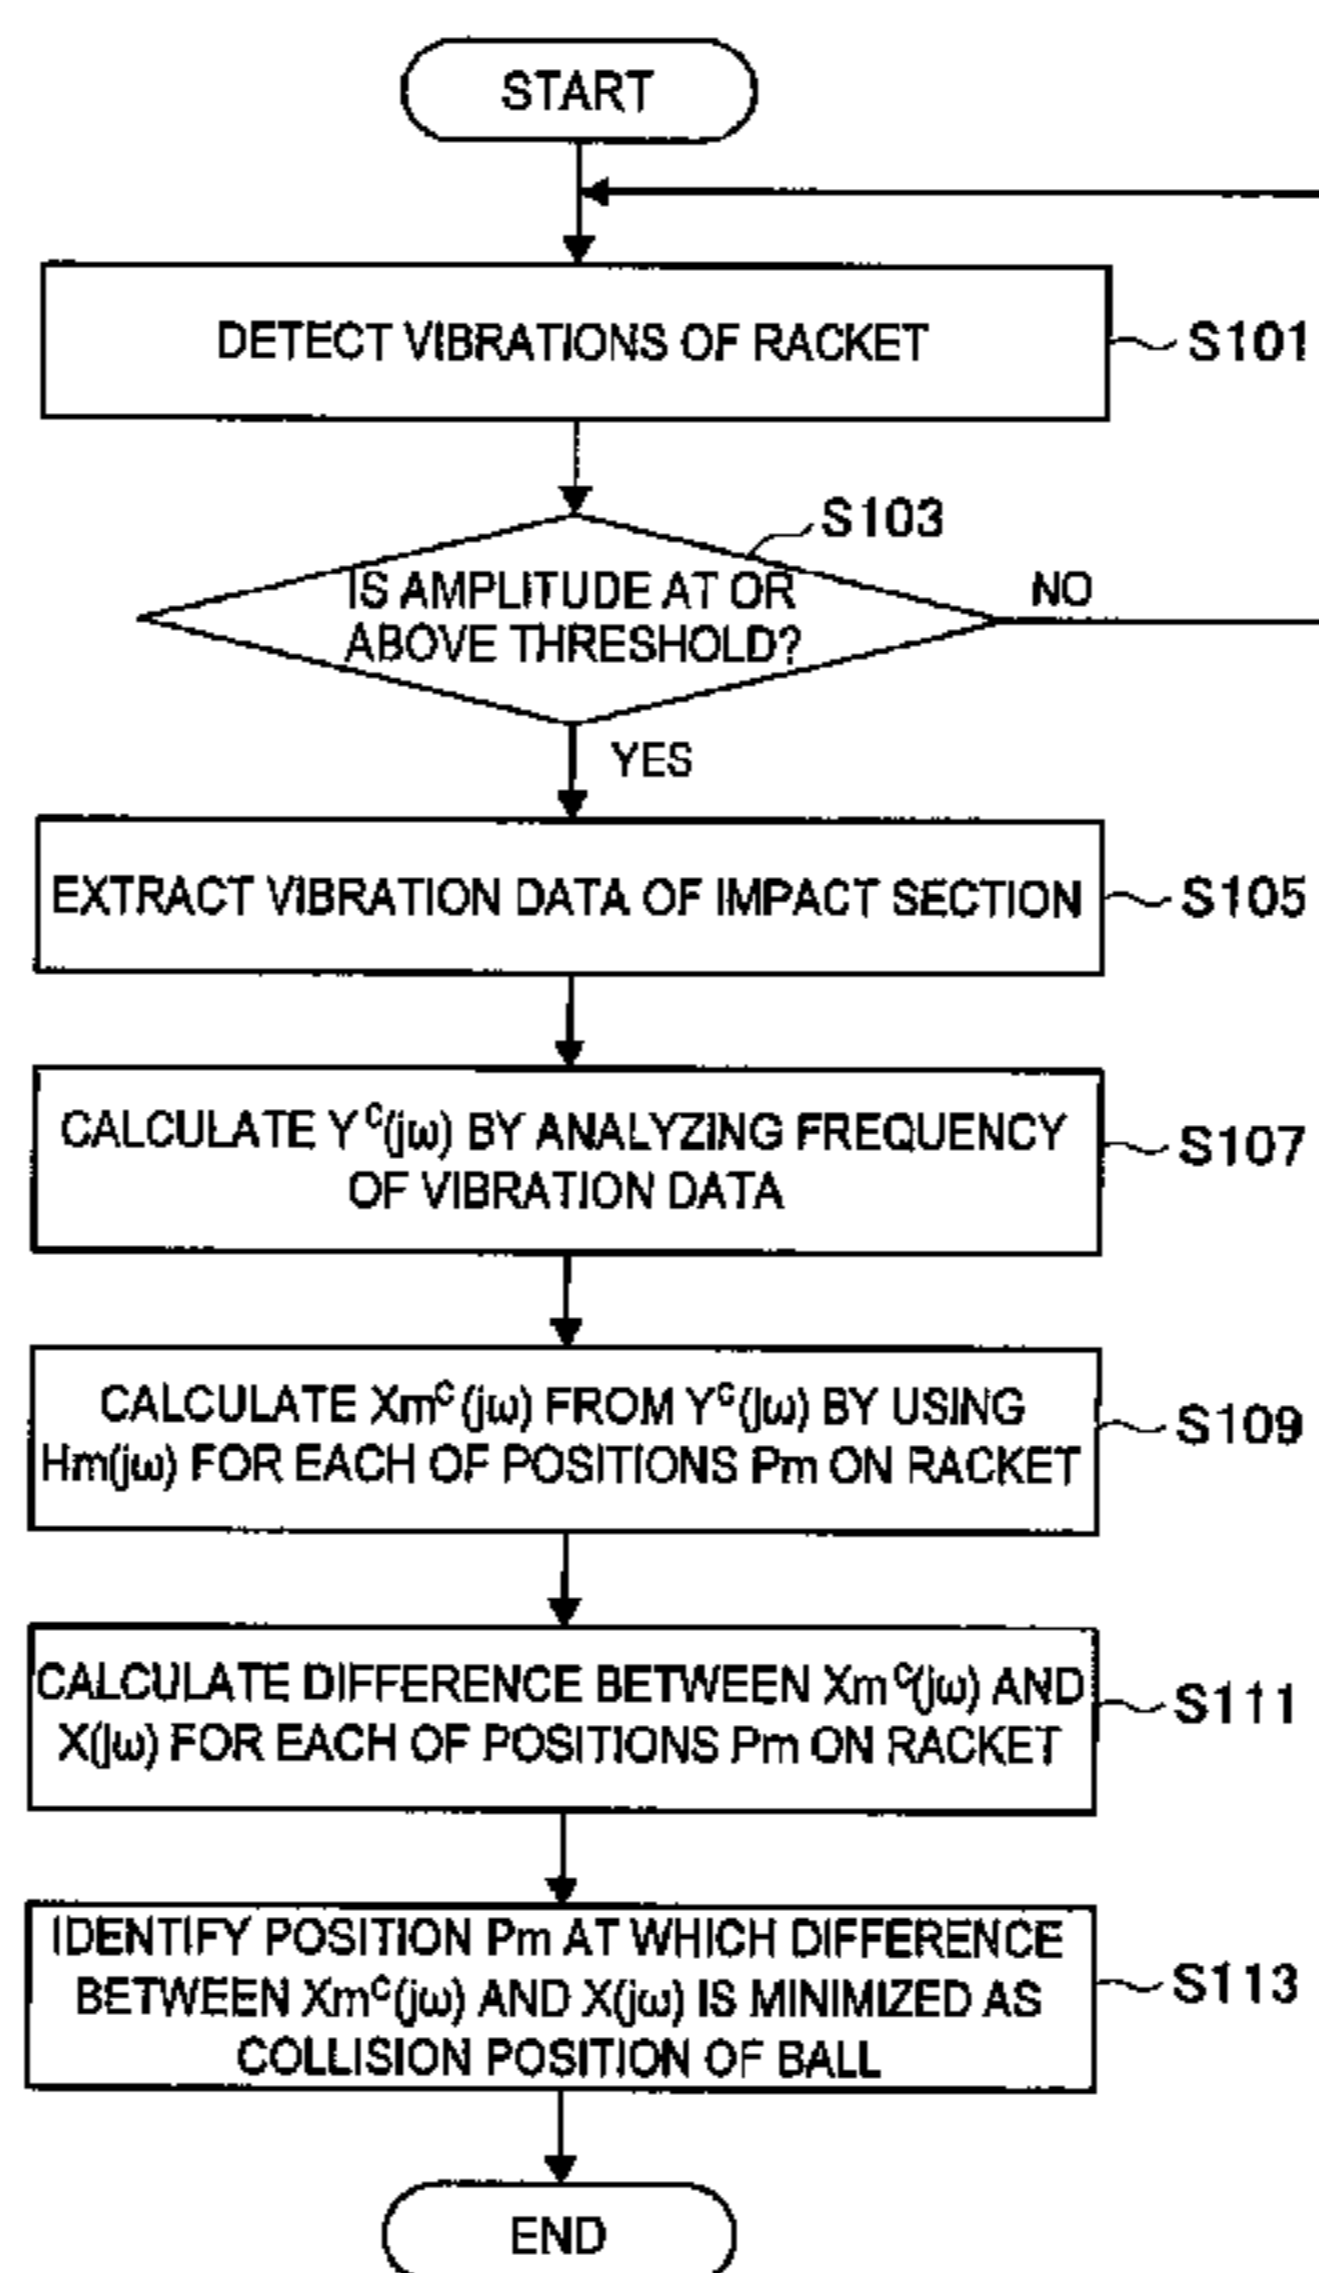 START
DETECT VIBRATIONS OF RACKET
S101
S103
IS AMPLITUDE AT OR
ABOVE THRESHOLD?
NO
YES
EXTRACT VIBRATION DATA OF IMPACT SECTION
S105
CALCULATE Y^C(jω) BY ANALYZING FREQUENCY
OF VIBRATION DATA
S107
CALCULATE Xm^C(jω) FROM Y^C(jω) BY USING
Hm(jω) FOR EACH OF POSITIONS Pm ON RACKET
S109
CALCULATE DIFFERENCE BETWEEN Xm^C(jω) AND
X(jω) FOR EACH OF POSITIONS Pm ON RACKET
S111
IDENTIFY POSITION Pm AT WHICH DIFFERENCE
BETWEEN Xm^C(jω) AND X(jω) IS MINIMIZED AS
COLLISION POSITION OF BALL
S113
END